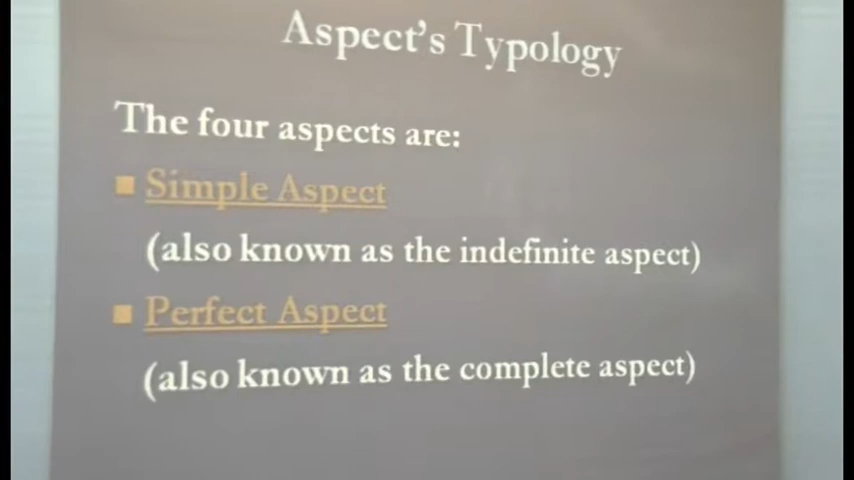 Aspect's Typology
The four aspects are:
Simple Aspect
(also known as the indefinite aspect)
Perfect Aspect
(also known as the complete aspect)